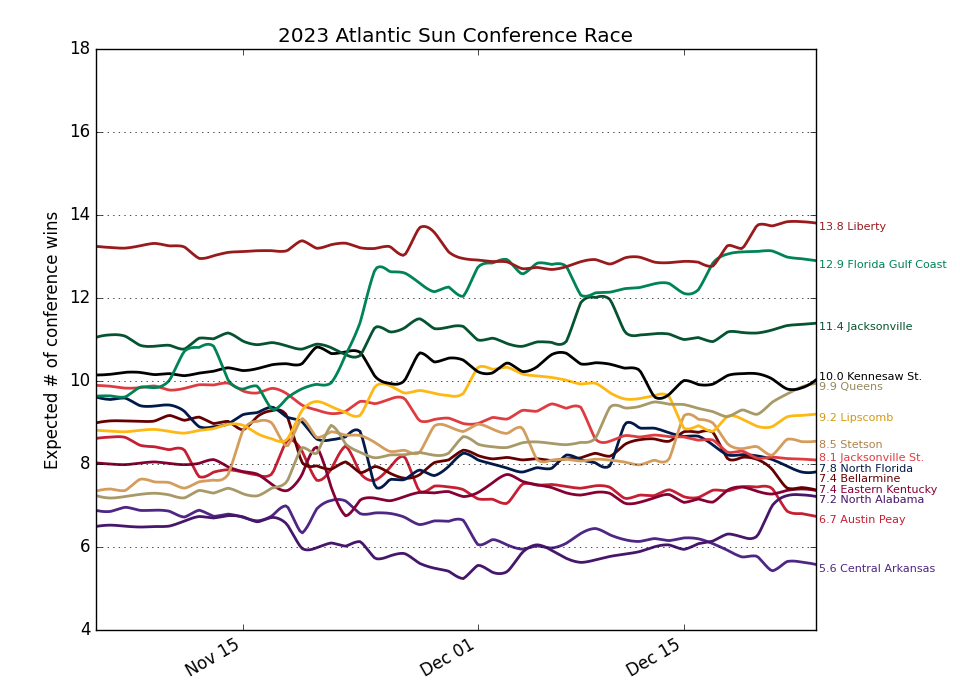 2023 Atlantic Sun Conference Race
Expected # of conference wins
18
16
14
12
10
8
6
4
Nov 15
Dec 01
Dec 15
13.8 Liberty
12.9 Florida Gulf Coast
11.4 Jacksonville
10.0 Kennesaw St.
9.9 Queens
9.2 Lipscomb
8.5 Stetson
8.1 Jacksonville St.
7.8 North Florida
7.4 Bellarmine
7.4 Eastern Kentucky
7.2 North Alabama
6.7 Austin Peay
5.6 Central Arkansas